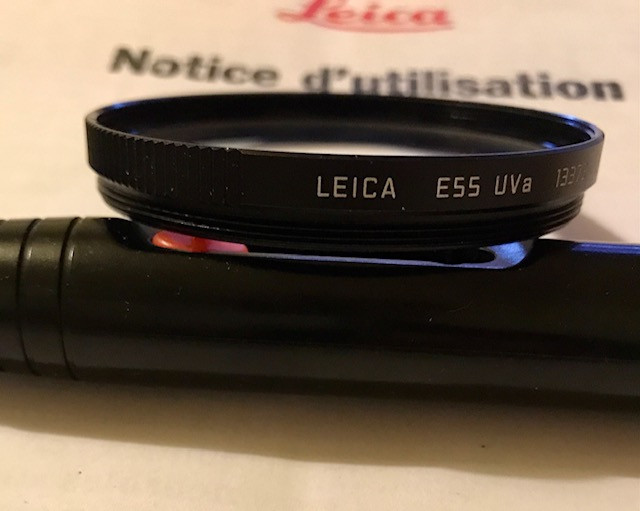 Leica
Notice d'utilisation
LEICA E55 UVa